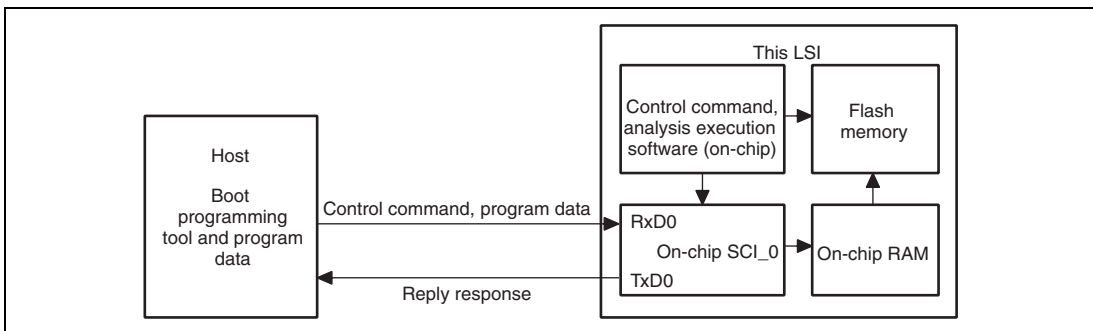 This LSI
Host
Boot
programming
tool and program
data
Control command, program data
Reply response
Control command,
analysis execution
software (on-chip)
Flash
memory
RxD0
On-chip SCI_0
TxD0
On-chip RAM